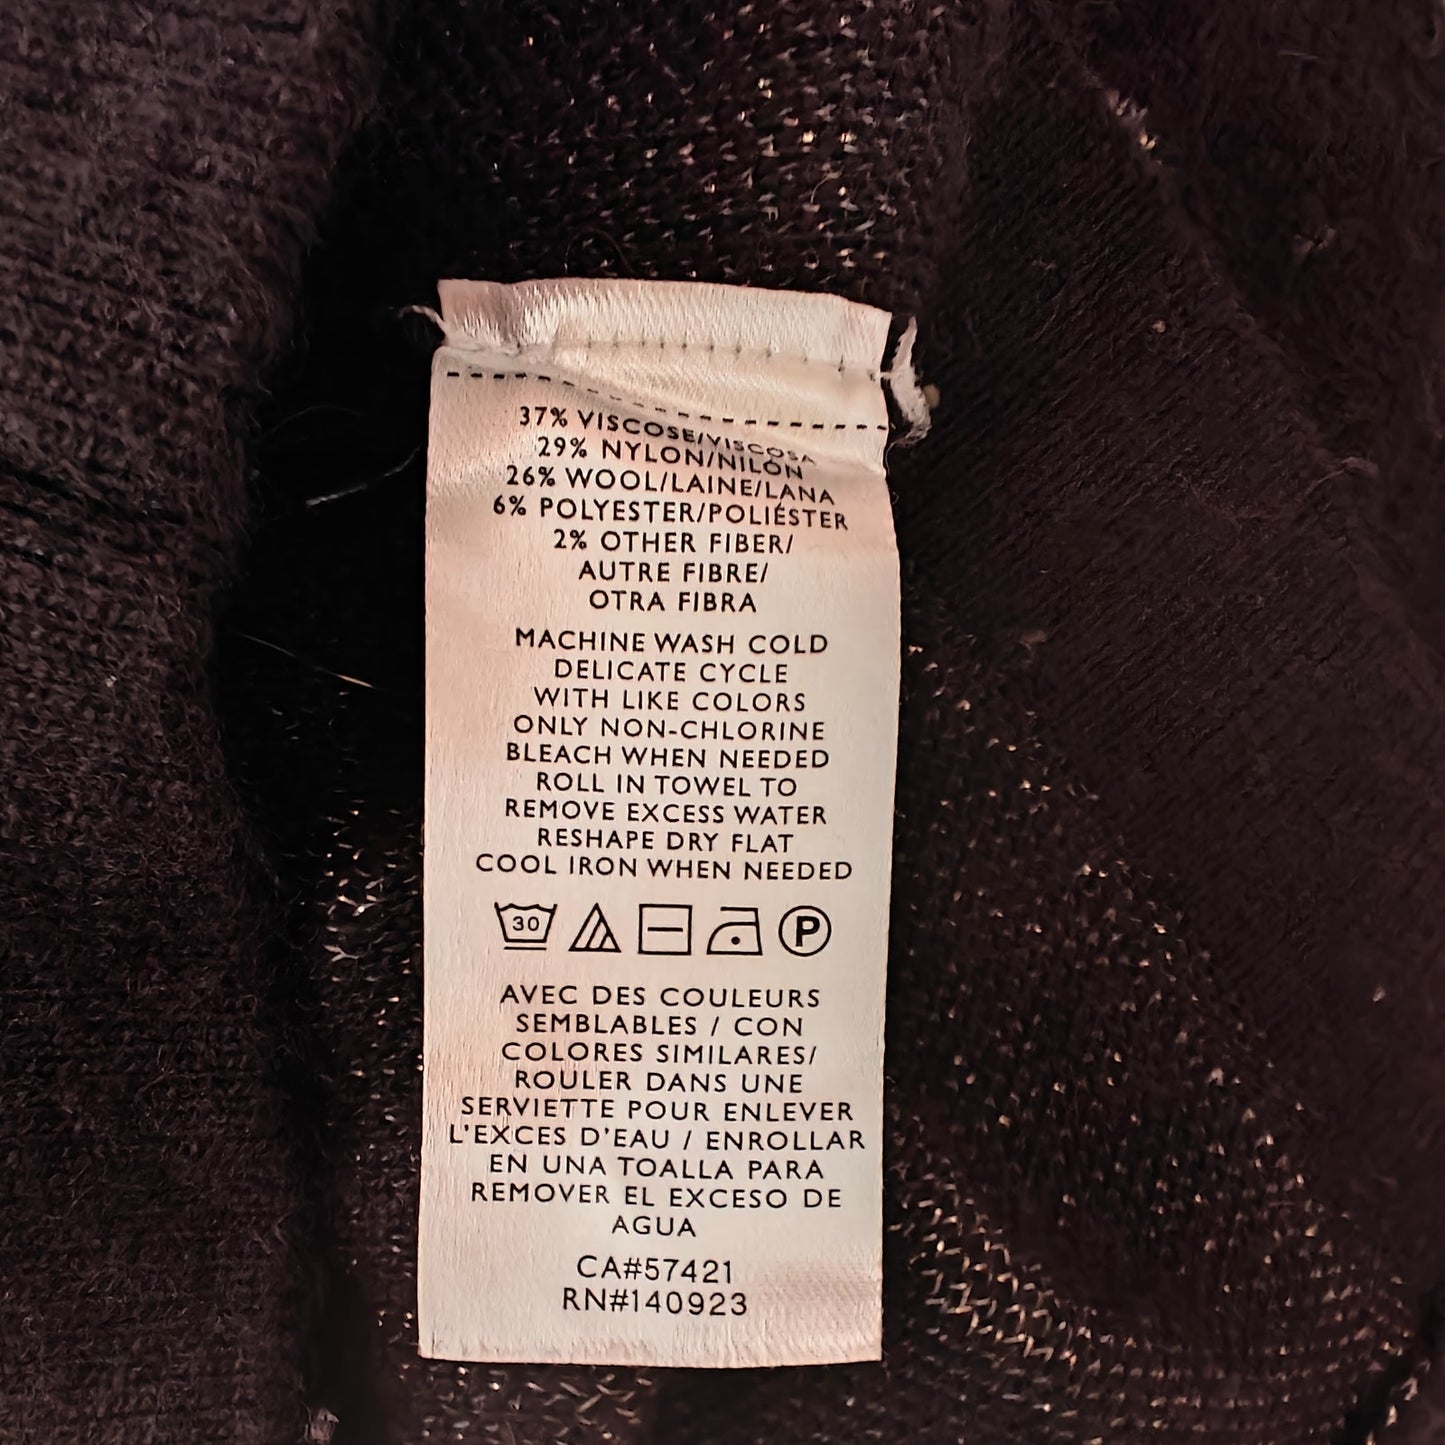 37% VISCOSE/VISCOSA
29% NYLON/NILÓN
26% WOOL/LAINE/LANA
6% POLYESTER/POLIÉSTER
2% OTHER FIBER/
AUTRE FIBRE/
OTRA FIBRA
MACHINE WASH COLD
DELICATE CYCLE
WITH LIKE COLORS
ONLY NON-CHLORINE
BLEACH WHEN NEEDED
ROLL IN TOWEL TO
REMOVE EXCESS WATER
RESHAPE DRY FLAT
COOL IRON WHEN NEEDED
30 P
AVEC DES COULEURS
SEMBLABLES / CON
COLORES SIMILARES/
ROULER DANS UNE
SERVIETTE POUR ENLEVER
L'EXCES D'EAU / ENROLLAR
EN UNA TOALLA PARA
REMOVER EL EXCESO DE
AGUA
CA#57421
RN#140923